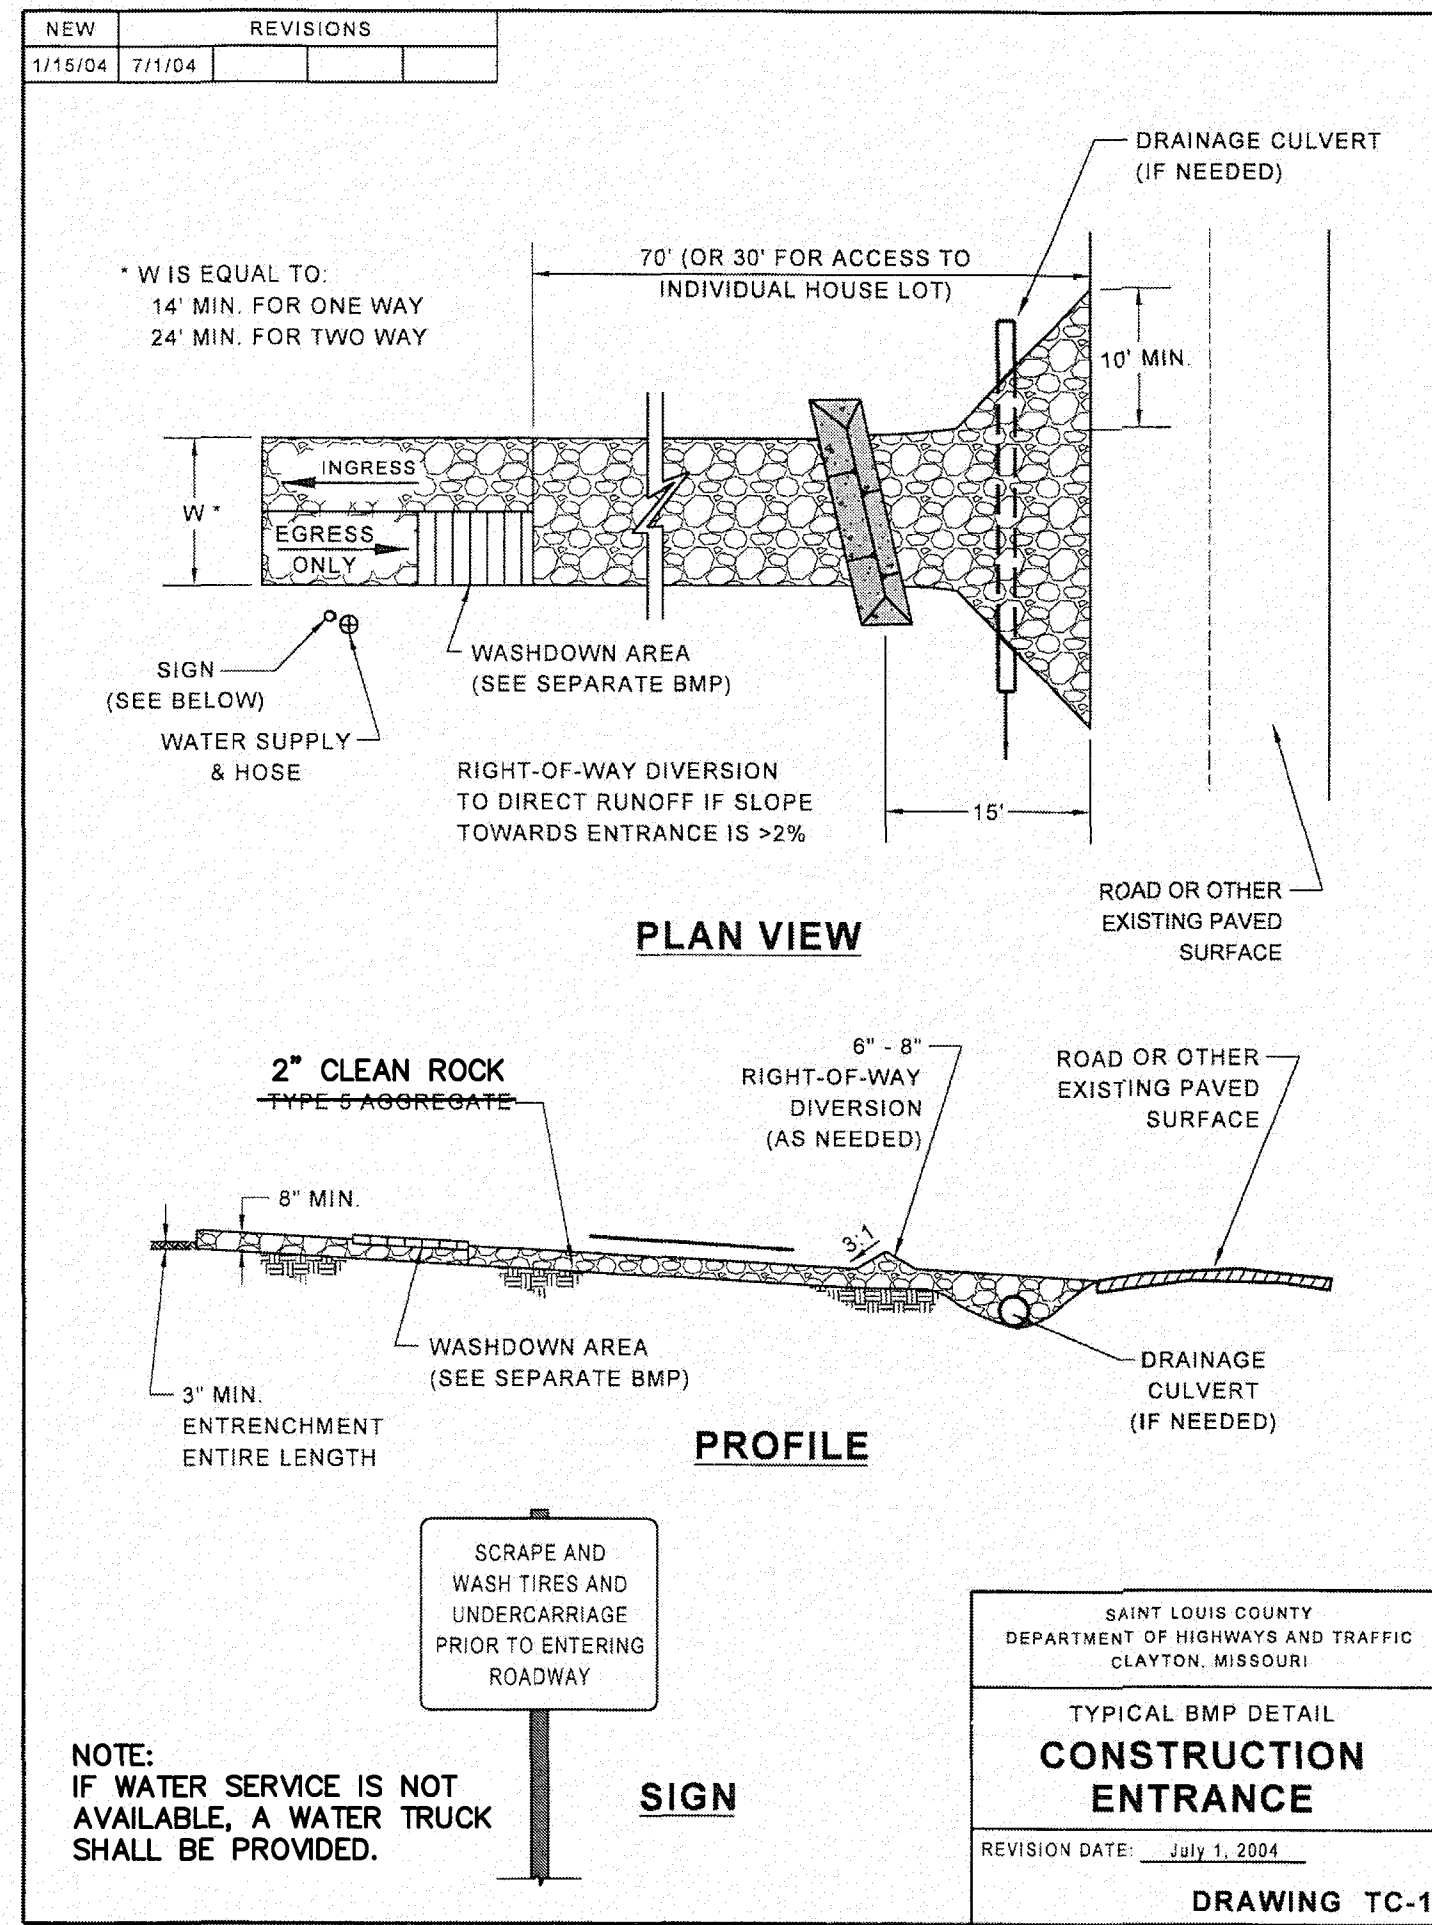 NEW REVISIONS
1/15/04 7/1/04
DRAINAGE CULVERT
(IF NEEDED)
* W IS EQUAL TO:
14' MIN. FOR ONE WAY
24' MIN. FOR TWO WAY
70' (OR 30' FOR ACCESS TO
INDIVIDUAL HOUSE LOT)
10' MIN.
INGRESS
W *
EGRESS
ONLY
SIGN
(SEE BELOW)
WATER SUPPLY
& HOSE
WASHDOWN AREA
(SEE SEPARATE BMP)
RIGHT-OF-WAY DIVERSION
TO DIRECT RUNOFF IF SLOPE
TOWARDS ENTRANCE IS >2%
15'
ROAD OR OTHER
EXISTING PAVED
SURFACE
PLAN VIEW
2" CLEAN ROCK
TYPE 5 AGGREGATE
6" - 8"
RIGHT-OF-WAY
DIVERSION
(AS NEEDED)
ROAD OR OTHER
EXISTING PAVED
SURFACE
8" MIN.
3:1
WASHDOWN AREA
(SEE SEPARATE BMP)
3" MIN.
ENTRENCHMENT
ENTIRE LENGTH
DRAINAGE
CULVERT
(IF NEEDED)
PROFILE
SCRAPE AND
WASH TIRES AND
UNDERCARRIAGE
PRIOR TO ENTERING
ROADWAY
SIGN
NOTE:
IF WATER SERVICE IS NOT
AVAILABLE, A WATER TRUCK
SHALL BE PROVIDED.
SAINT LOUIS COUNTY
DEPARTMENT OF HIGHWAYS AND TRAFFIC
CLAYTON, MISSOURI
TYPICAL BMP DETAIL
CONSTRUCTION
ENTRANCE
REVISION DATE: July 1, 2004
DRAWING TC-1